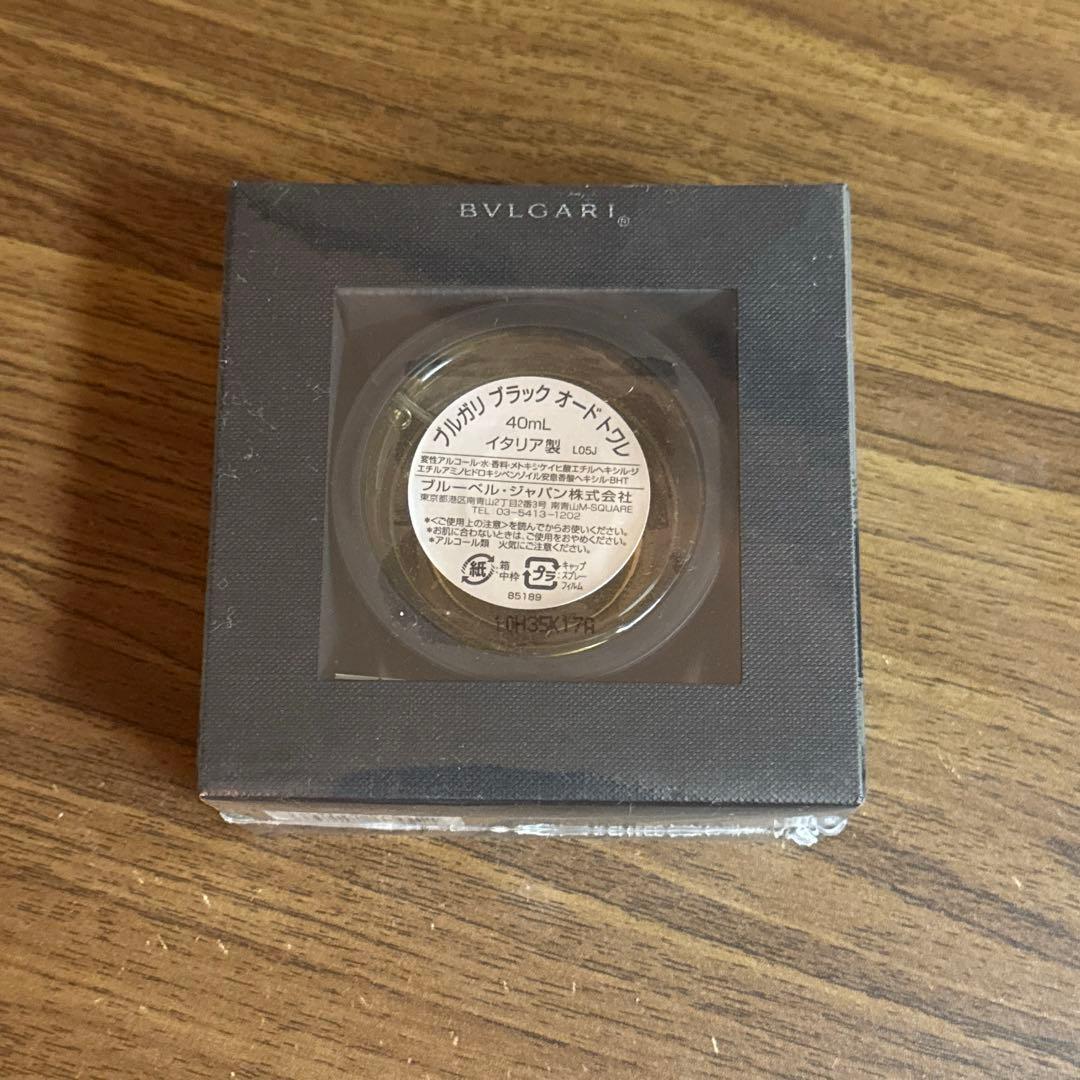 BVLGARI®
ブルガリ ブラック オードトワレ
40mL
イタリア製 L05J
変性アルコール・水・香料・メトキシケイヒ酸エチルヘキシル・ジ
エチルアミノヒドロキシベンゾイル安息香酸ヘキシル・BHT
ブルーベル・ジャパン株式会社
東京都港区南青山2丁目2番3号 南青山M-SQUARE
TEL 03-5413-1202
*<ご使用上の注意>を読んでからお使いください。
*お肌に合わないときは、ご使用をおやめください。
*アルコール類 火気にご注意ください。
紙 :箱 中枠
プラ :キャップ スプレー フィルム
85189
10H35X17A